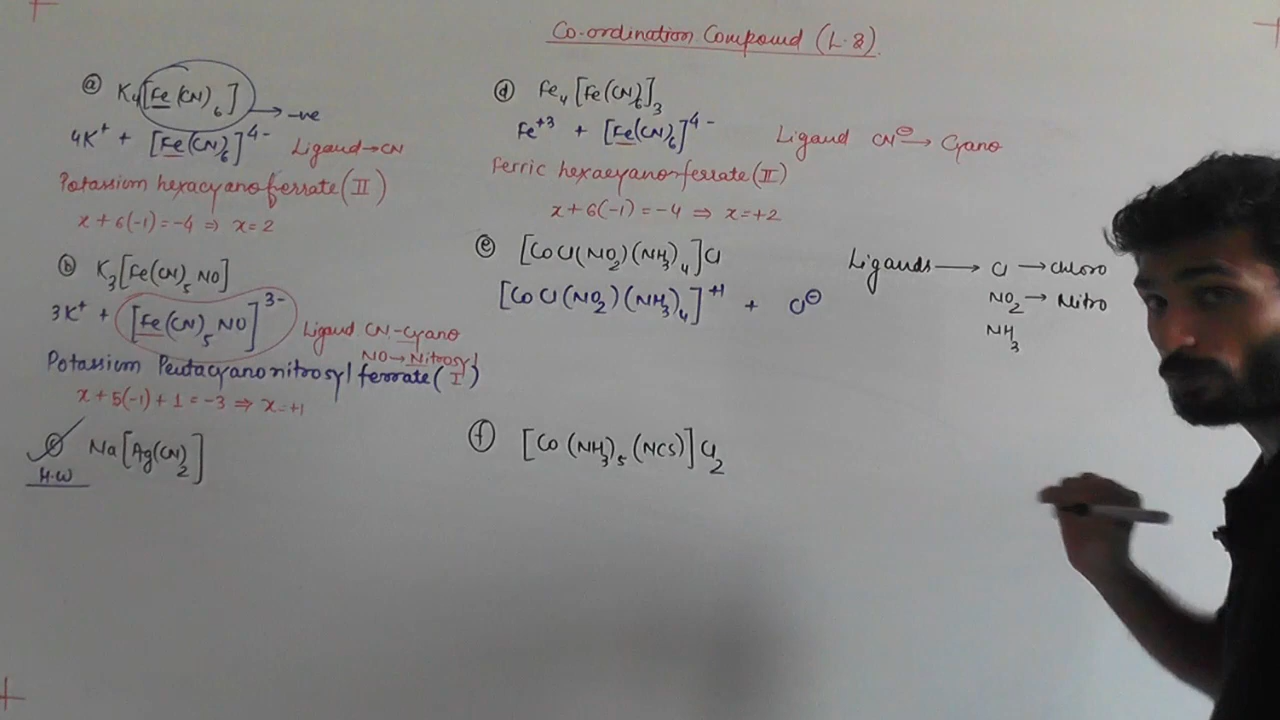 Co-ordination Compound (L-8).
(a) K4[Fe(CN)6] → -ve
4K+ + [Fe(CN)6]4- Ligand → CN
Potassium hexacyanoferrate (II)
x + 6(-1) = -4 ⇒ x = 2
(b) K3[Fe(CN)5 NO]
3K+ + [Fe(CN)5 NO]3- Ligand CN - Cyano
NO → Nitrosyl
Potassium Pentacyanonitrosyl ferrate (I)
x + 5(-1) + 1 = -3 ⇒ x = +1
(c) Na[Ag(CN)2]
H.W
(d) Fe4[Fe(CN)6]3
Fe+3 + [Fe(CN)6]4- Ligand CN⊖ → Cyano
Ferric hexacyanoferrate (II)
x + 6(-1) = -4 ⇒ x = +2
(e) [CoCl(NO2)(NH3)4]Cl
[CoCl(NO2)(NH3)4]+1 + Cl⊖
Ligands → Cl → chloro
NO2 → Nitro
NH3
(f) [Co(NH3)5(NCS)]Cl2